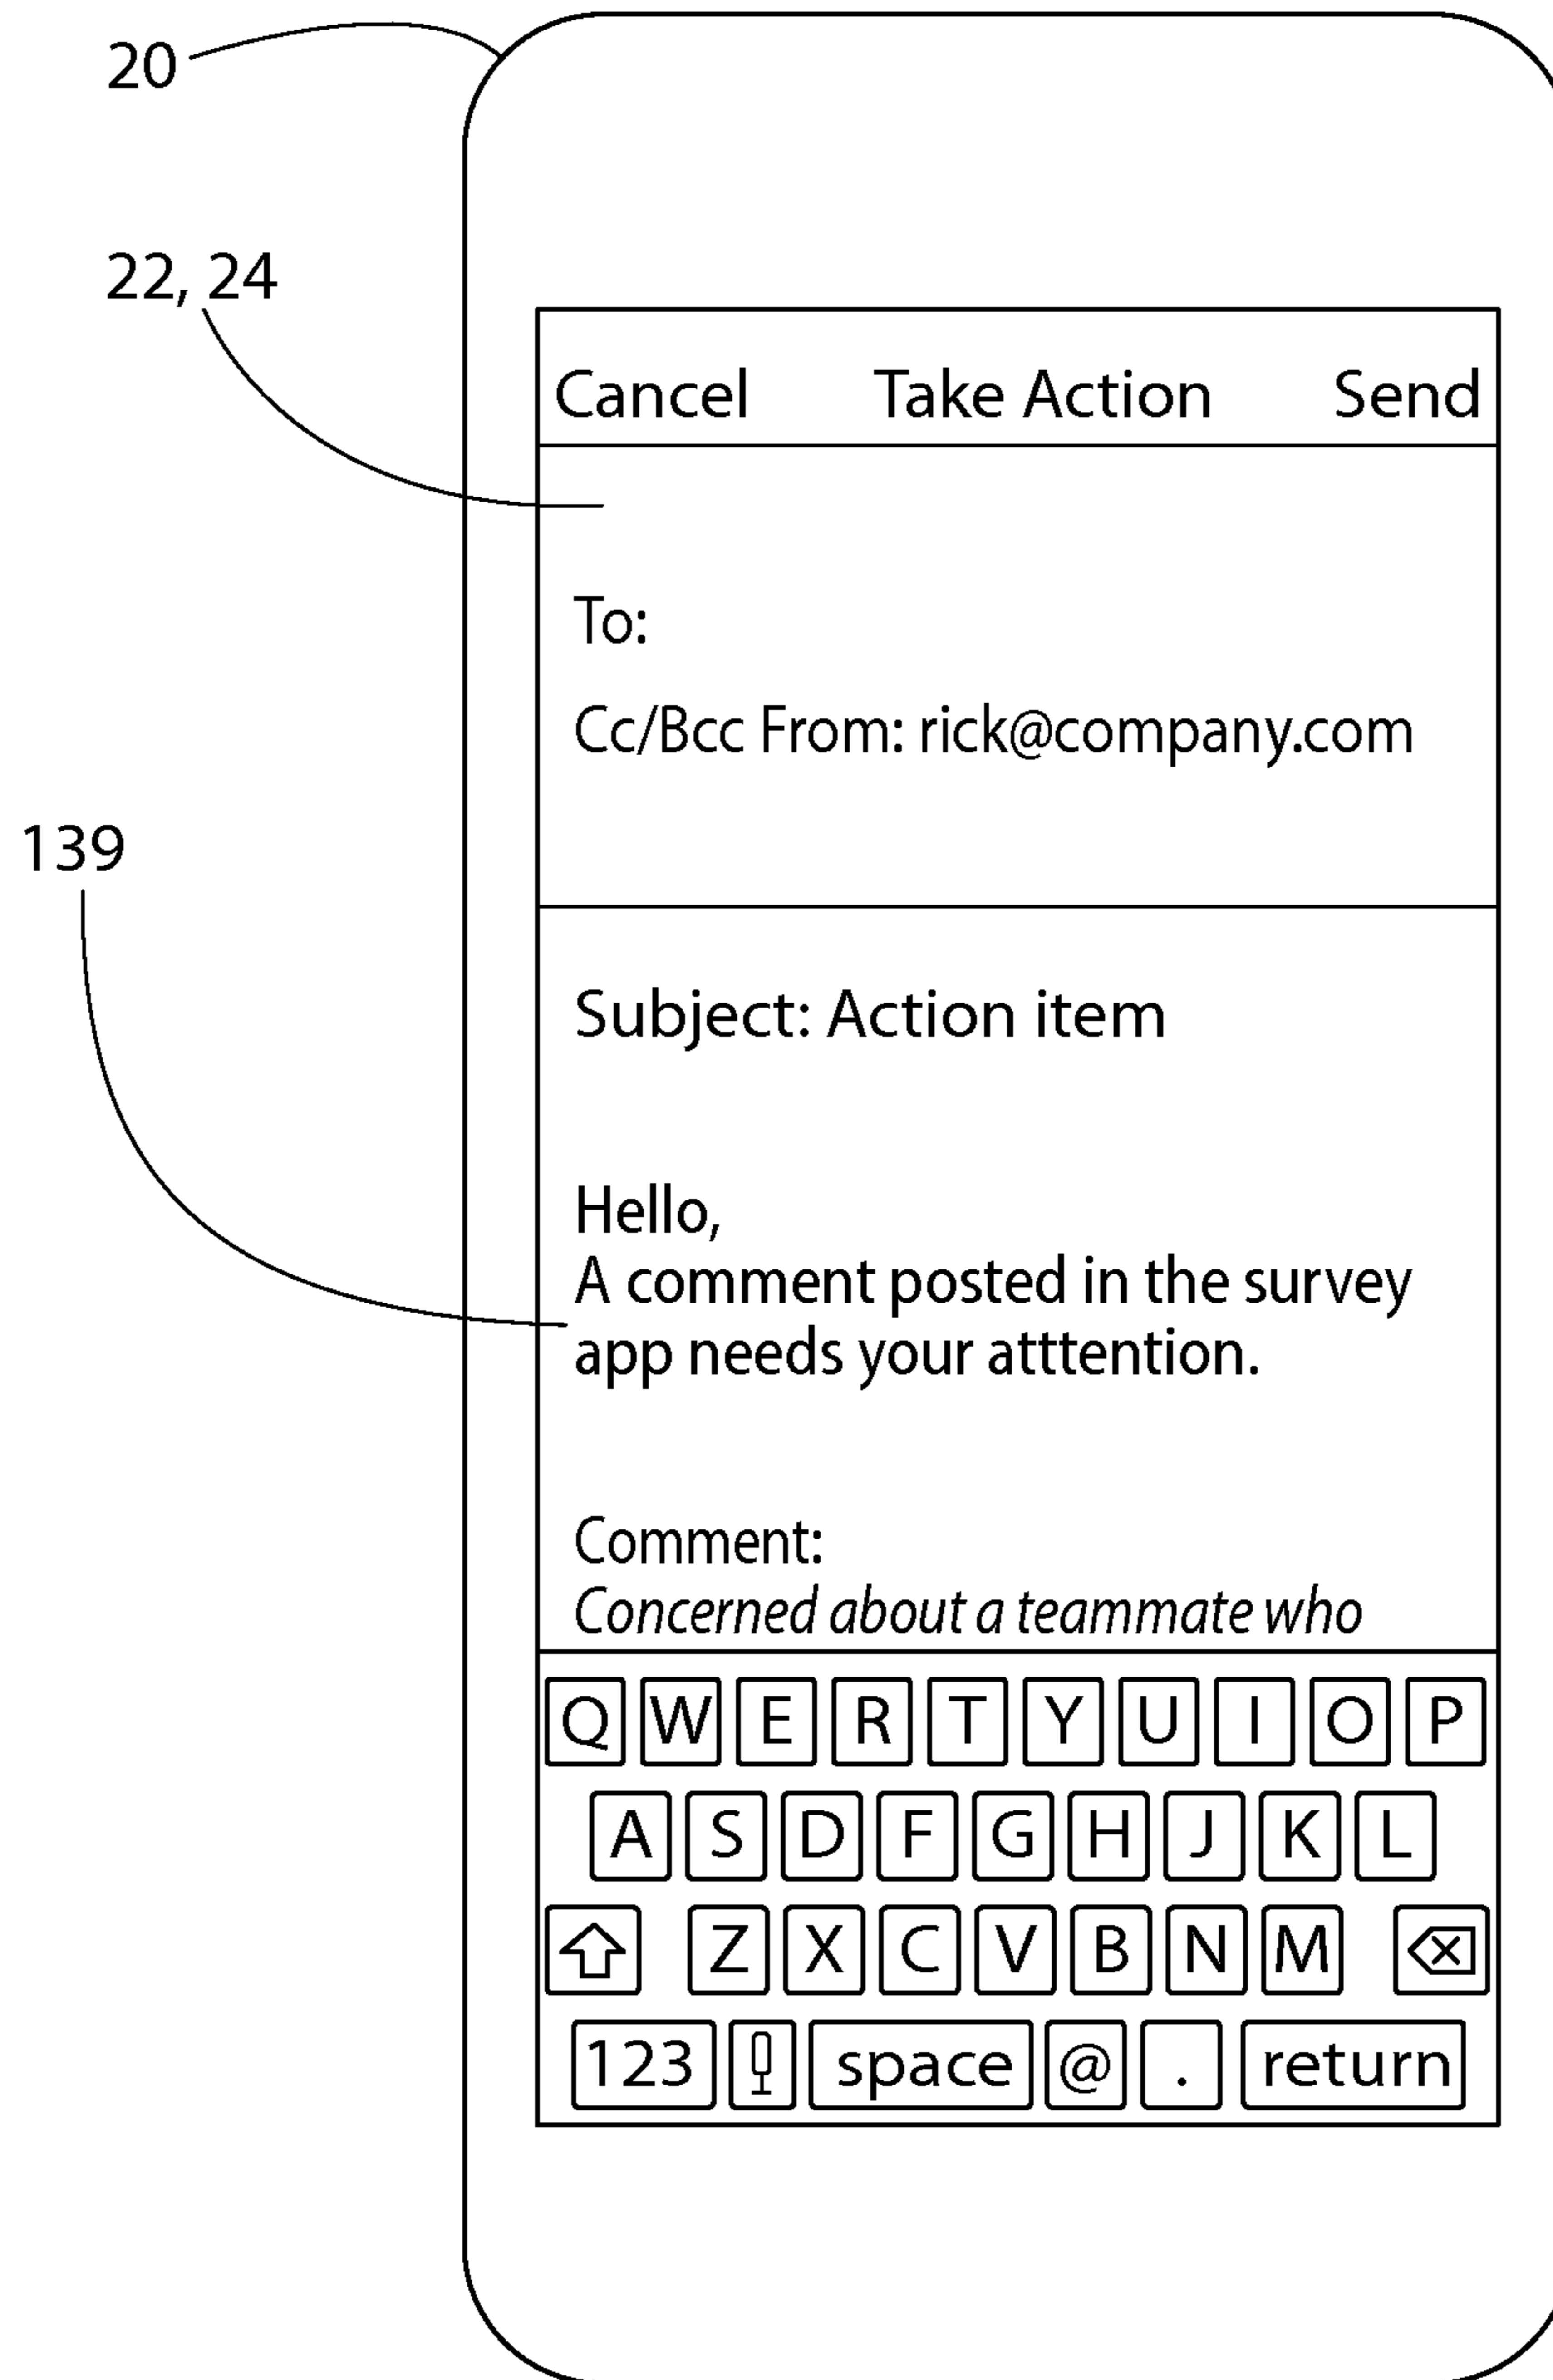 20
22, 24
Cancel Take Action Send
To:
Cc/Bcc From: rick@company.com
139
Subject: Action item
Hello,
A comment posted in the survey
app needs your atttention.
Comment:
Concerned about a teammate who
Q W E R T Y U I O P
A S D F G H J K L
Z X C V B N M
123 space @ . return